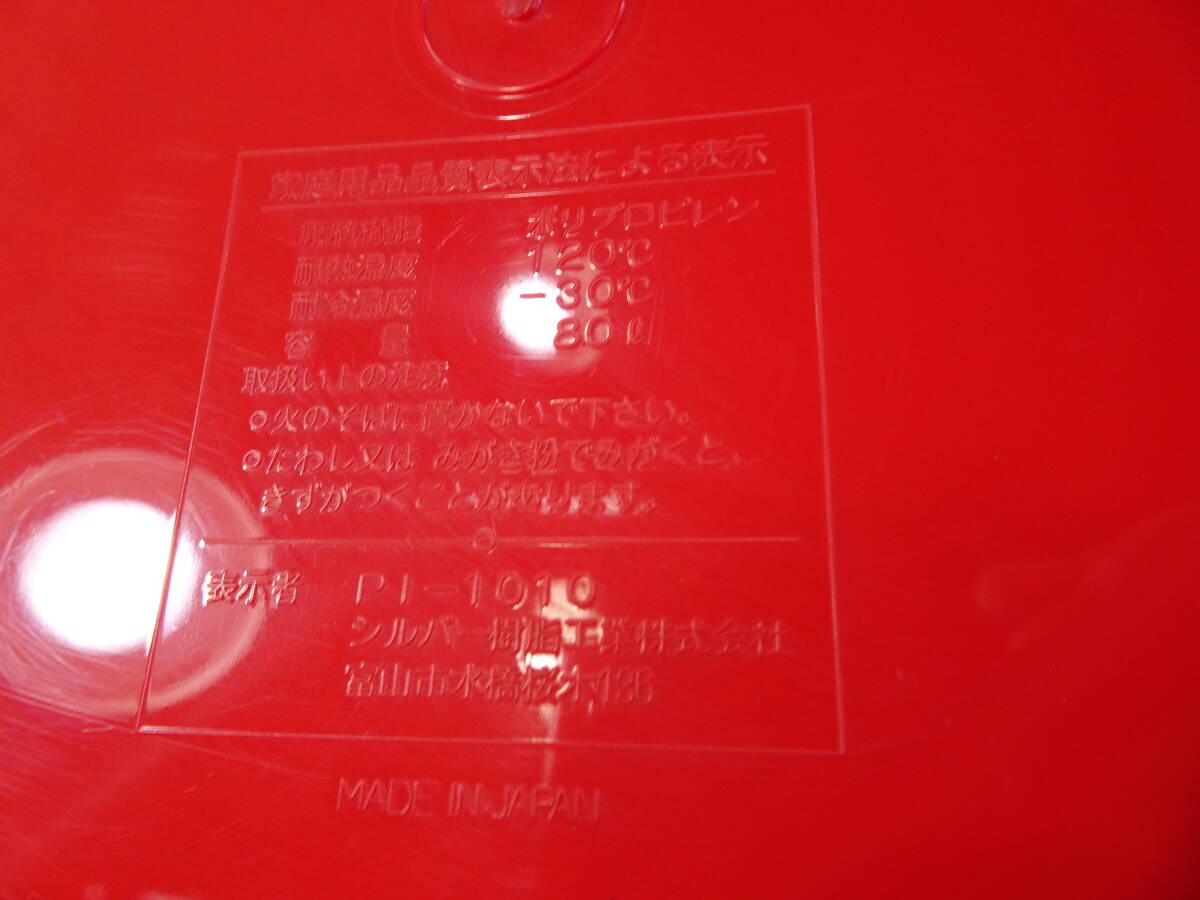 家庭用品品質表示法による表示
原料樹脂 ポリプロピレン
耐熱温度 120℃
耐冷温度 -30℃
容 量 80ℓ
取扱い上の注意
○火のそばに置かないで下さい。
○たわし又は みがき粉でみがくと、
きずがつくことがあります。
表示者 PI-1010
シルバー樹脂工業株式会社
富山市水橋桜木136
MADE IN JAPAN